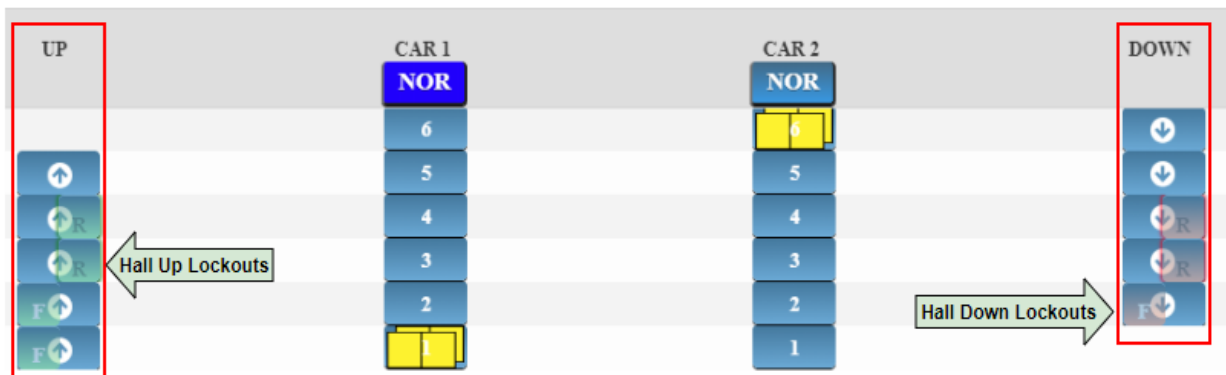 UP CAR 1 CAR 2 DOWN
NOR NOR
6 6
5 5
R 4 4 R
R Hall Up Lockouts 3 3 R
F 2 2 Hall Down Lockouts F
F 1 1